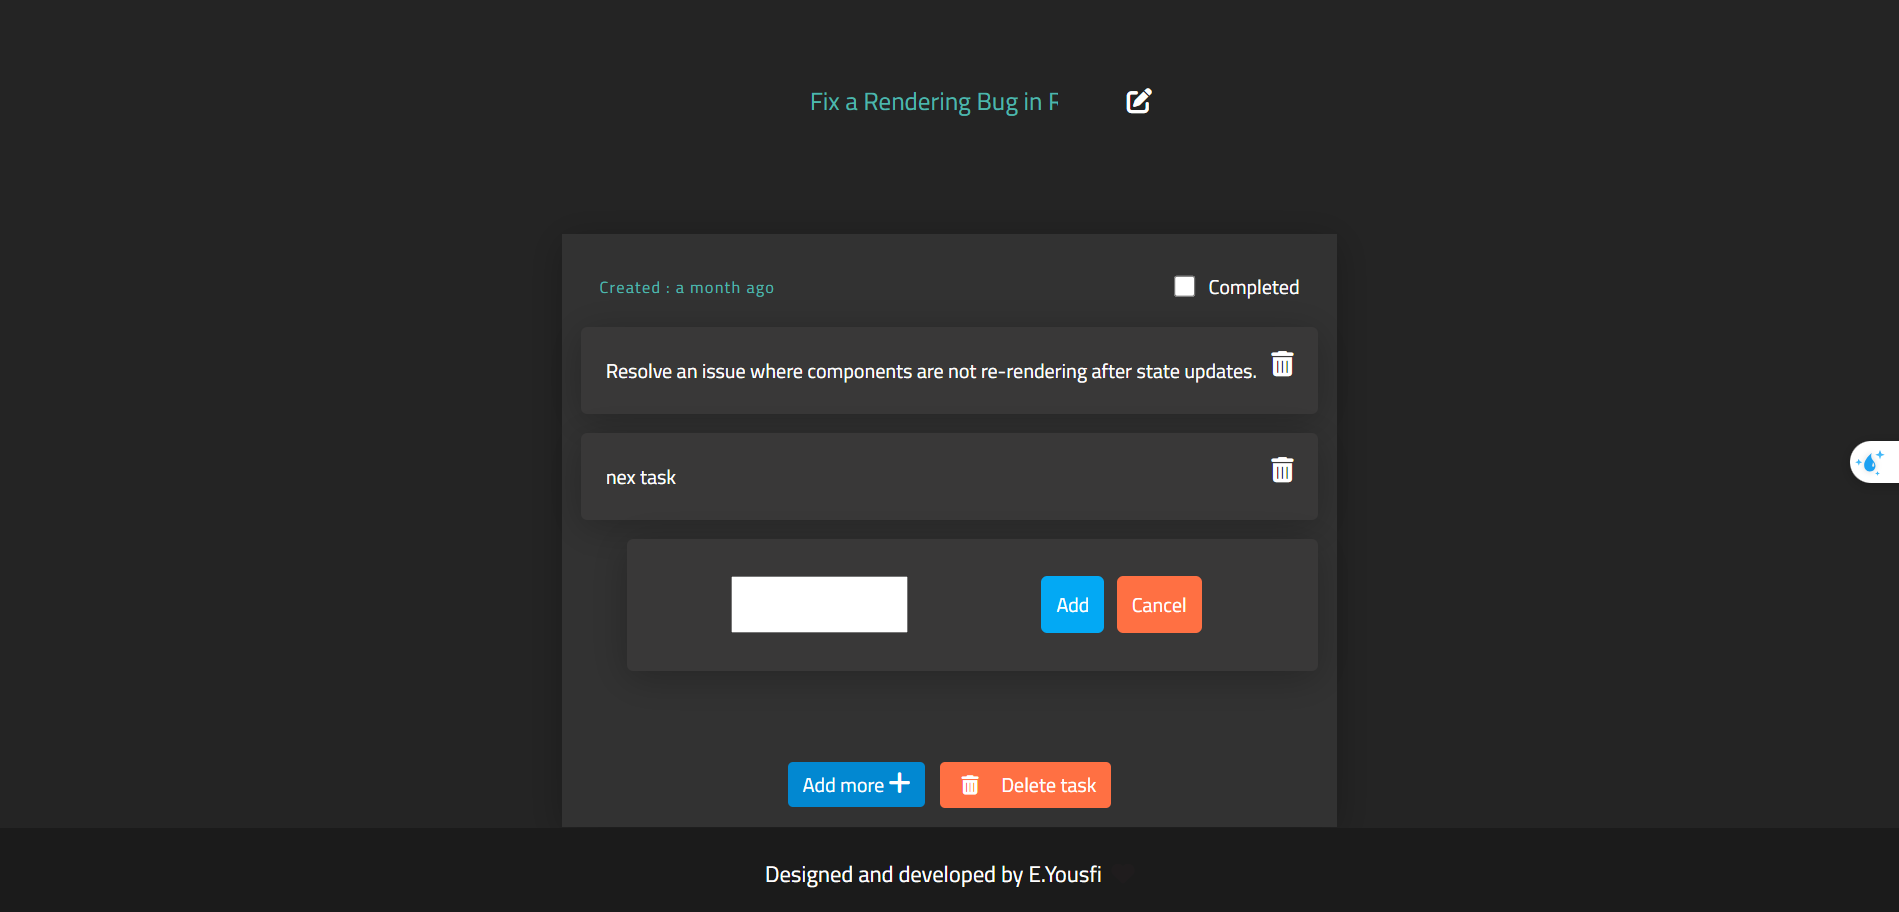 Fix a Rendering Bug in
Created : a month ago
Completed
Resolve an issue where components are not re-rendering after state updates.
nex task
Add
Cancel
Add more
Delete task
Designed and developed by E.Yousfi